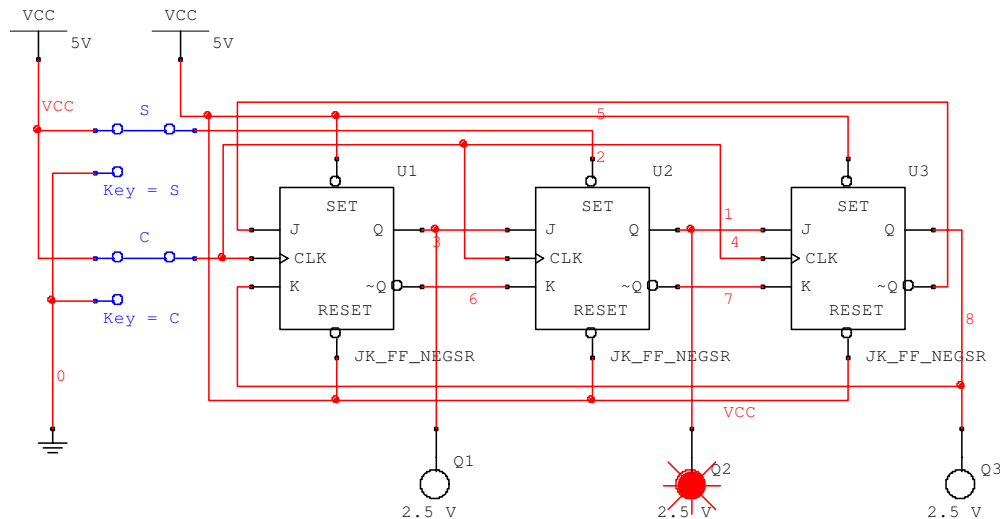 VCC VCC
5V 5V
VCC
S
5
2
Key = S
U1 U2 U3
SET SET SET
J Q J Q J Q
3 1 4
C
CLK CLK CLK
K ~Q K ~Q K ~Q
6 7
RESET RESET RESET
Key = C
8
JK_FF_NEGSR JK_FF_NEGSR JK_FF_NEGSR
0
VCC
Q1 Q2 Q3
2.5 V 2.5 V 2.5 V